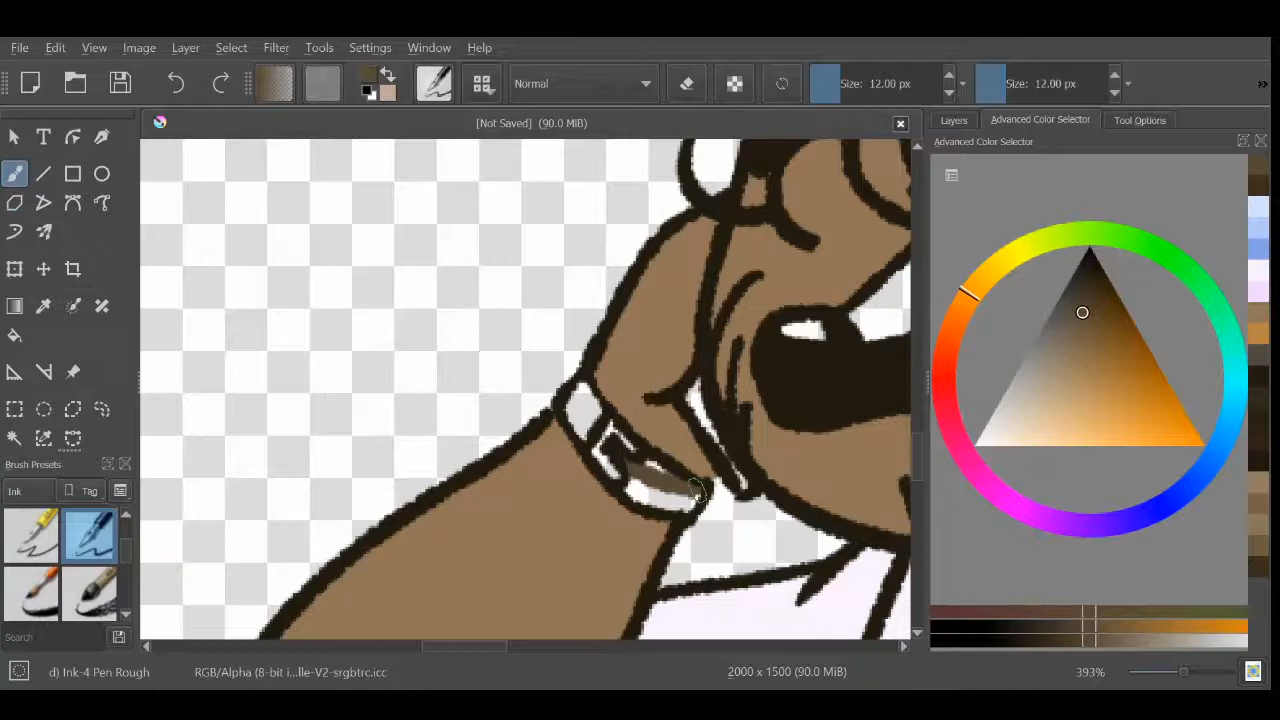 File Edit View Image Layer Select Filter Tools Settings Window Help
Normal Size: 12.00 px Size: 12.00 px »
[Not Saved] (90.0 MiB)
Layers Advanced Color Selector Tool Options
Advanced Color Selector
Brush Presets
Ink Tag
Search
d) Ink-4 Pen Rough RGB/Alpha (8-bit i...lle-V2-srgbtrc.icc 2000 x 1500 (90.0 MiB) 393%